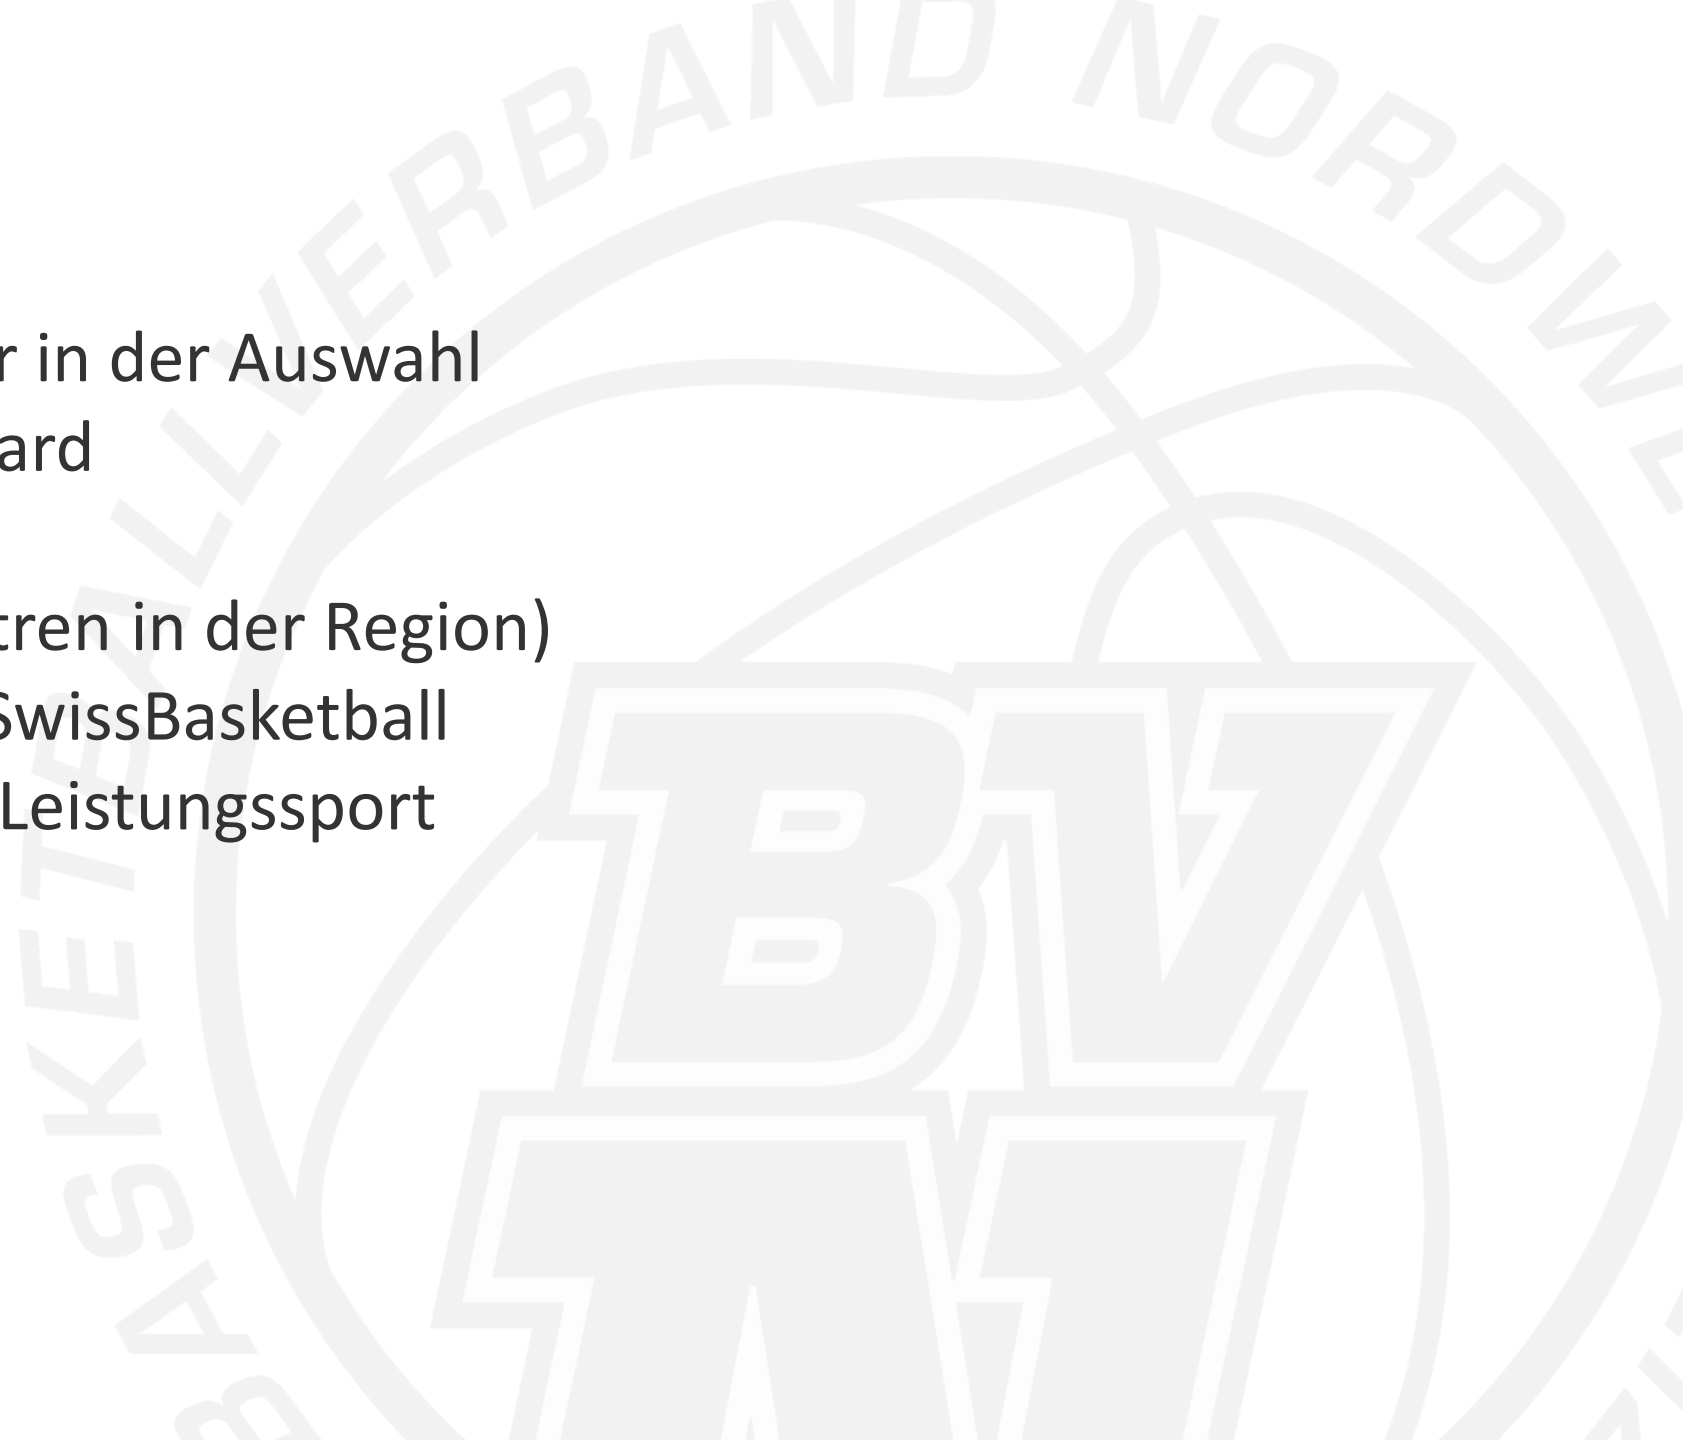 BASKETBALLVERBAND NORDW
r in der Auswahl
ard
tren in der Region)
SwissBasketball
Leistungssport
BV
N